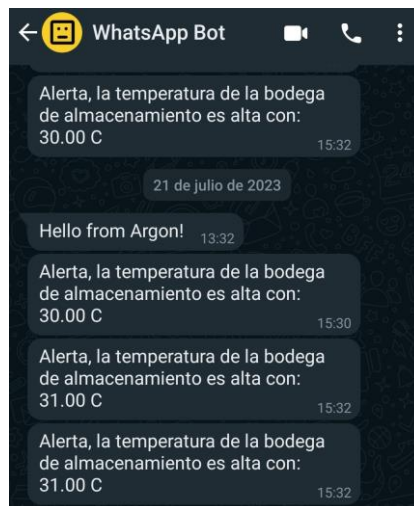 WhatsApp Bot
Alerta, la temperatura de la bodega
de almacenamiento es alta con:
30.00 C
15:32
21 de julio de 2023
Hello from Argon! 13:32
Alerta, la temperatura de la bodega
de almacenamiento es alta con:
30.00 C
15:30
Alerta, la temperatura de la bodega
de almacenamiento es alta con:
31.00 C
15:32
Alerta, la temperatura de la bodega
de almacenamiento es alta con:
31.00 C
15:32